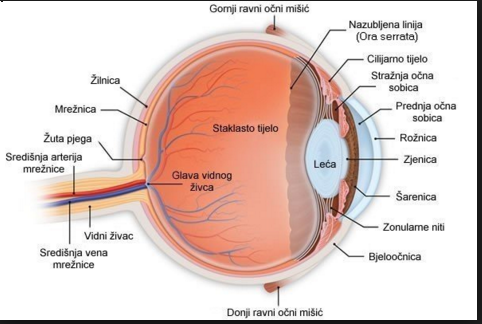 Gornji ravni očni mišić
Nazubljena linija
(Ora serrata)
Cilijarno tijelo
Stražnja očna
sobica
Prednja očna
sobica
Rožnica
Zjenica
Šarenica
Zonularne niti
Bjeloočnica
Žilnica
Mrežnica
Žuta pjega
Središnja arterija
mrežnice
Staklasto tijelo
Leća
Glava vidnog
živca
Vidni živac
Središnja vena
mrežnice
Donji ravni očni mišić